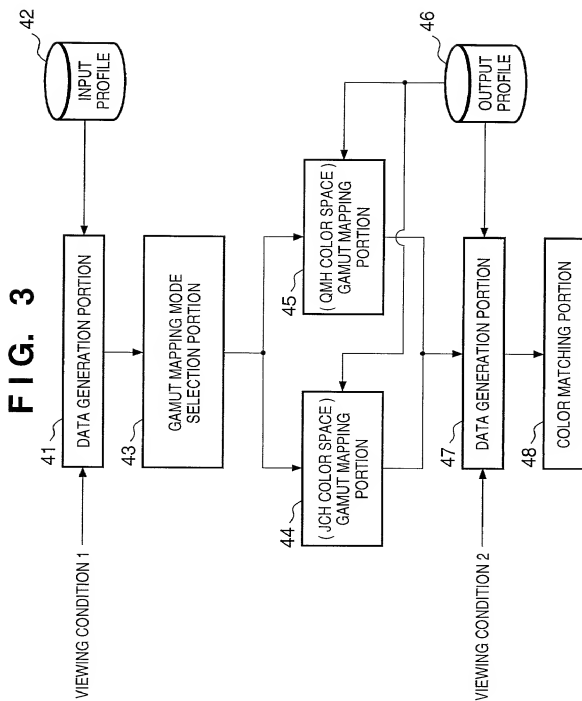 FIG. 3
VIEWING CONDITION 1
41
DATA GENERATION PORTION
42
INPUT
PROFILE
43
GAMUT MAPPING MODE
SELECTION PORTION
44
( JCH COLOR SPACE )
GAMUT MAPPING
PORTION
45
( QMH COLOR SPACE )
GAMUT MAPPING
PORTION
46
OUTPUT
PROFILE
VIEWING CONDITION 2
47
DATA GENERATION PORTION
48
COLOR MATCHING PORTION